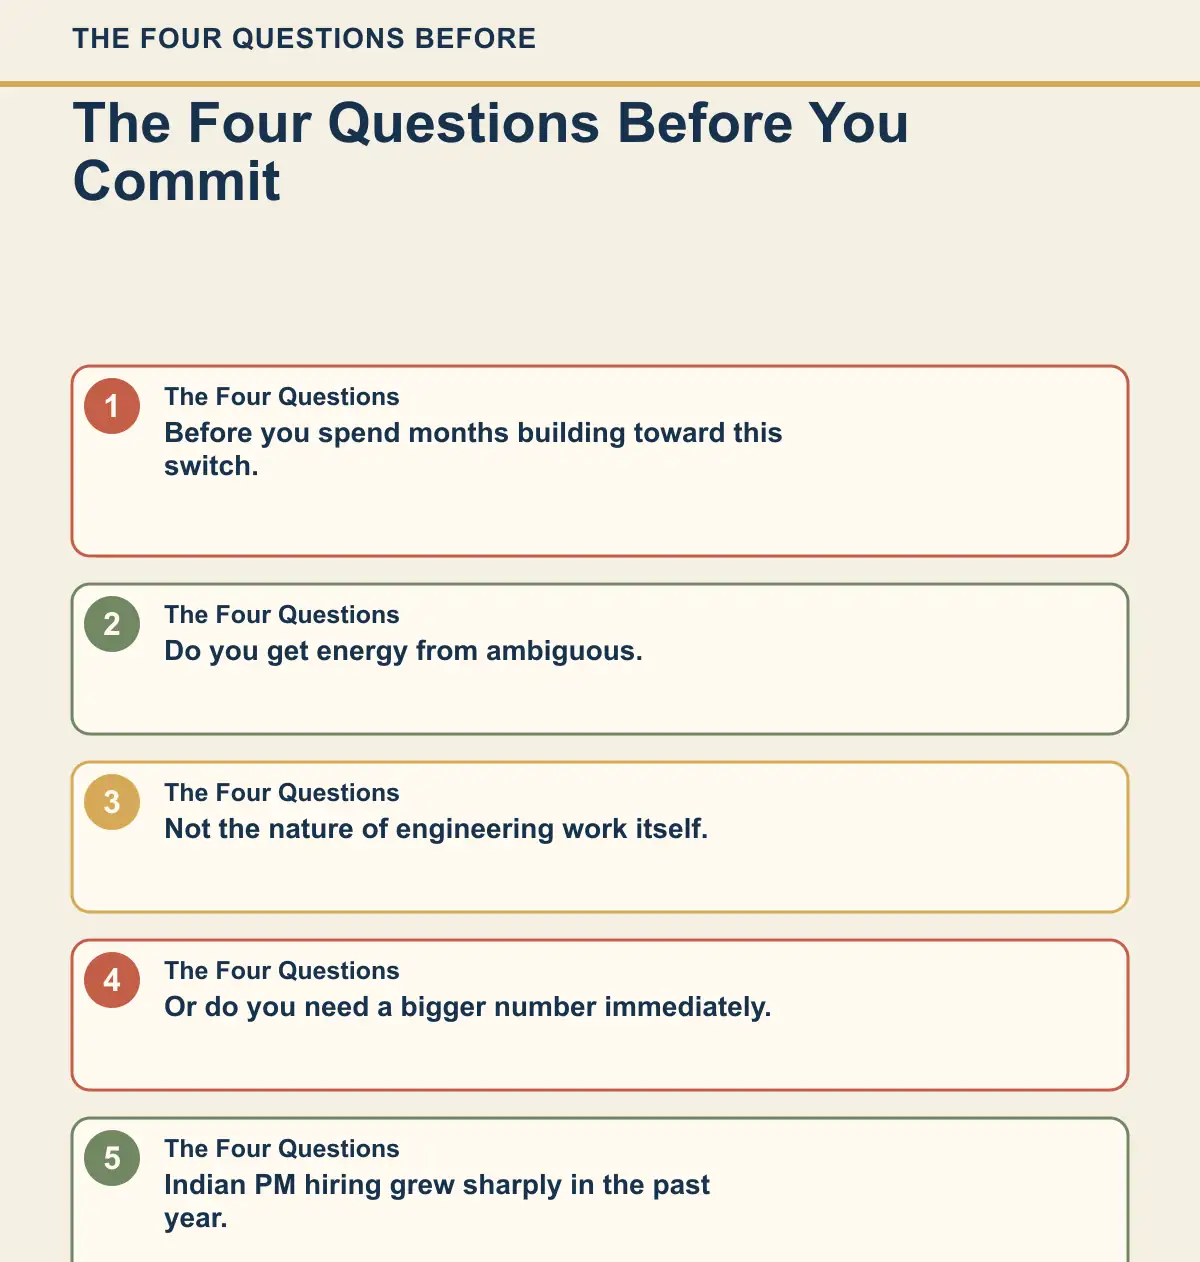 THE FOUR QUESTIONS BEFORE
The Four Questions Before You
Commit
1
The Four Questions
Before you spend months building toward this
switch.
2
The Four Questions
Do you get energy from ambiguous.
3
The Four Questions
Not the nature of engineering work itself.
4
The Four Questions
Or do you need a bigger number immediately.
5
The Four Questions
Indian PM hiring grew sharply in the past
year.